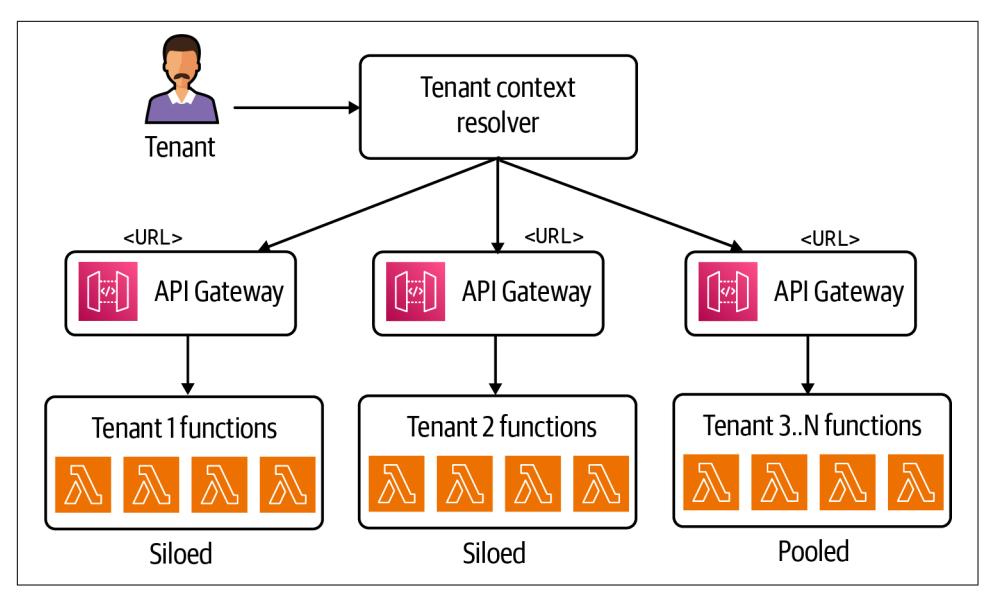 Tenant context
resolver
Tenant
<URL>
<URL>
<URL>
API Gateway
API Gateway
API Gateway
Tenant 1 functions
Tenant 2 functions
Tenant 3..N functions
Siloed
Siloed
Pooled